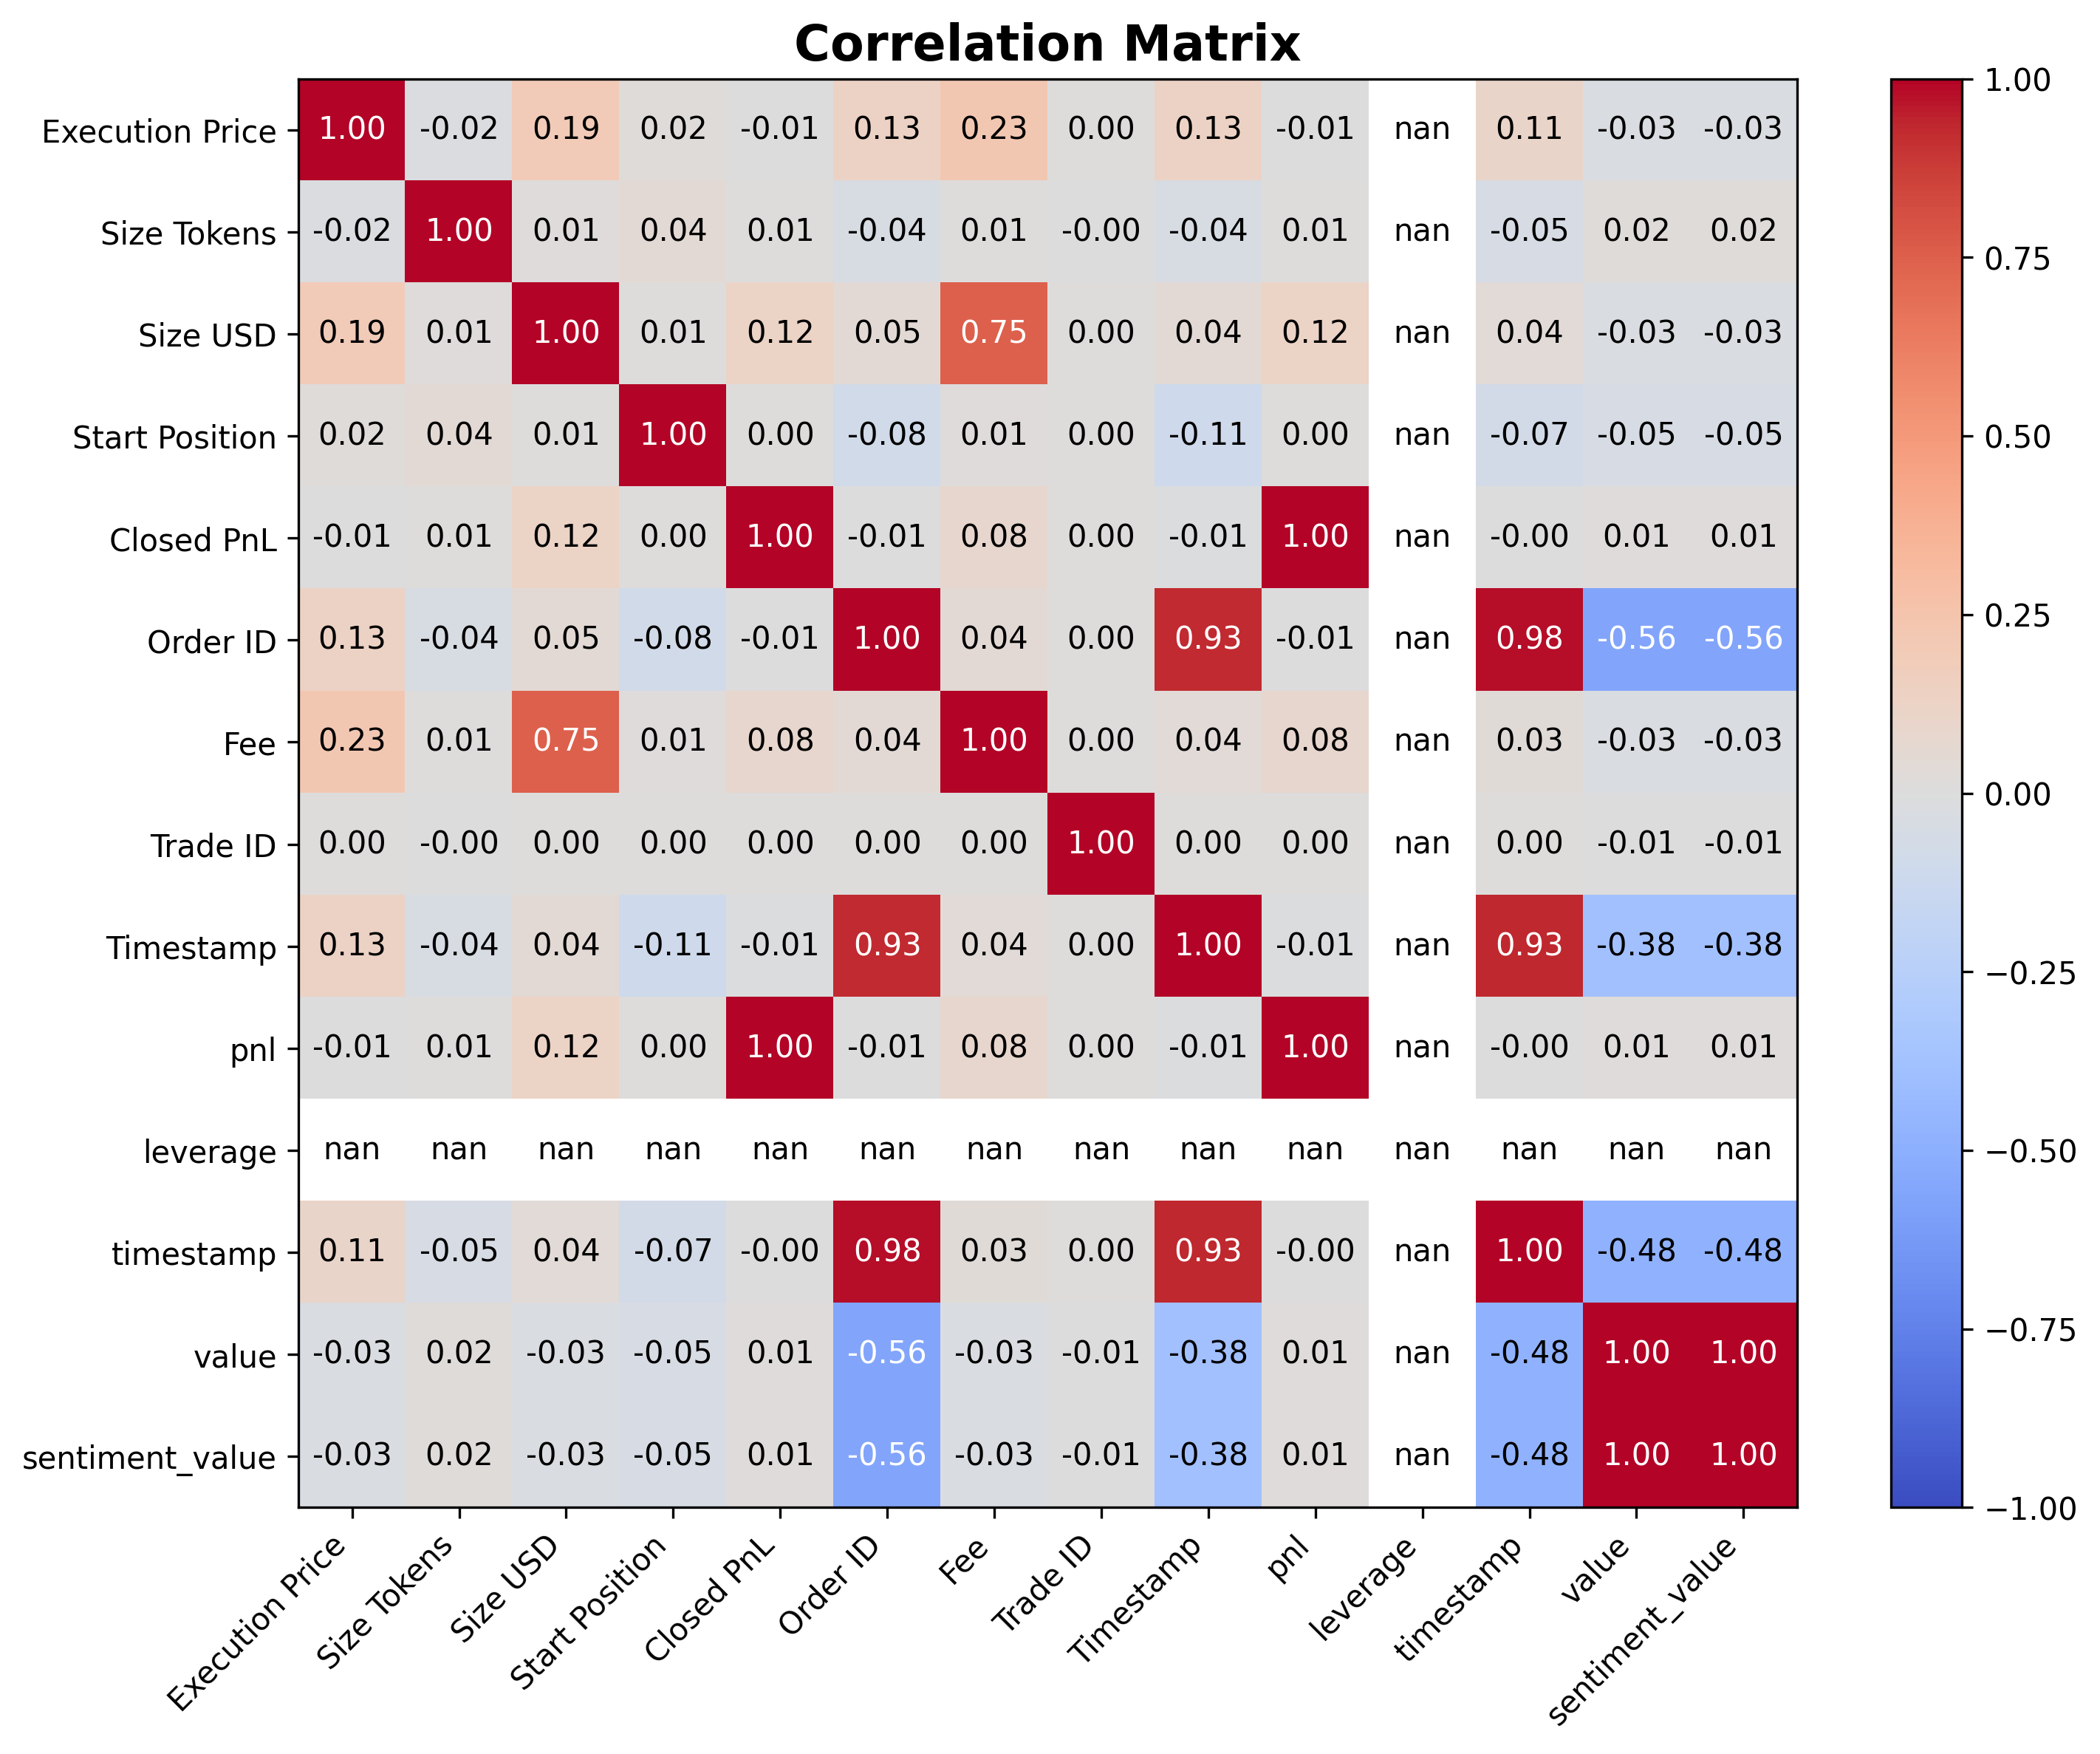 Correlation Matrix
Execution Price 1.00 -0.02 0.19 0.02 -0.01 0.13 0.23 0.00 0.13 -0.01 nan 0.11 -0.03 -0.03
Size Tokens -0.02 1.00 0.01 0.04 0.01 -0.04 0.01 -0.00 -0.04 0.01 nan -0.05 0.02 0.02
Size USD 0.19 0.01 1.00 0.01 0.12 0.05 0.75 0.00 0.04 0.12 nan 0.04 -0.03 -0.03
Start Position 0.02 0.04 0.01 1.00 0.00 -0.08 0.01 0.00 -0.11 0.00 nan -0.07 -0.05 -0.05
Closed PnL -0.01 0.01 0.12 0.00 1.00 -0.01 0.08 0.00 -0.01 1.00 nan -0.00 0.01 0.01
Order ID 0.13 -0.04 0.05 -0.08 -0.01 1.00 0.04 0.00 0.93 -0.01 nan 0.98 -0.56 -0.56
Fee 0.23 0.01 0.75 0.01 0.08 0.04 1.00 0.00 0.04 0.08 nan 0.03 -0.03 -0.03
Trade ID 0.00 -0.00 0.00 0.00 0.00 0.00 0.00 1.00 0.00 0.00 nan 0.00 -0.01 -0.01
Timestamp 0.13 -0.04 0.04 -0.11 -0.01 0.93 0.04 0.00 1.00 -0.01 nan 0.93 -0.38 -0.38
pnl -0.01 0.01 0.12 0.00 1.00 -0.01 0.08 0.00 -0.01 1.00 nan -0.00 0.01 0.01
leverage nan nan nan nan nan nan nan nan nan nan nan nan nan nan
timestamp 0.11 -0.05 0.04 -0.07 -0.00 0.98 0.03 0.00 0.93 -0.00 nan 1.00 -0.48 -0.48
value -0.03 0.02 -0.03 -0.05 0.01 -0.56 -0.03 -0.01 -0.38 0.01 nan -0.48 1.00 1.00
sentiment_value -0.03 0.02 -0.03 -0.05 0.01 -0.56 -0.03 -0.01 -0.38 0.01 nan -0.48 1.00 1.00
Execution Price
Size Tokens
Size USD
Start Position
Closed PnL
Order ID
Fee
Trade ID
Timestamp
pnl
leverage
timestamp
value
sentiment_value
1.00
0.75
0.50
0.25
0.00
−0.25
−0.50
−0.75
−1.00